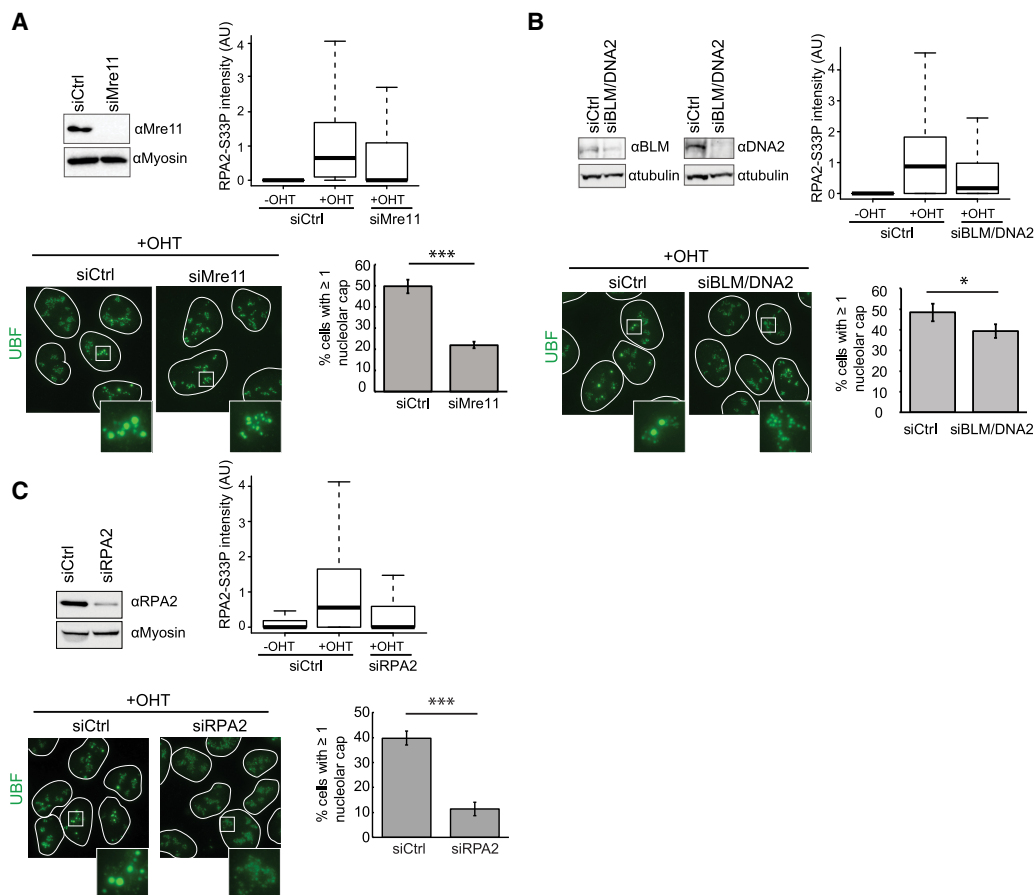 A
siCtrl
siMre11
αMre11
αMyosin
RPA2-S33P intensity (AU)
4
3
2
1
0
-OHT +OHT +OHT
siCtrl siMre11
+OHT
siCtrl siMre11
UBF
% cells with ≥ 1
nucleolar cap
60
50
40
30
20
10
0
***
siCtrl siMre11
B
siCtrl
siBLM/DNA2
siCtrl
siBLM/DNA2
αBLM
αtubulin
αDNA2
αtubulin
RPA2-S33P intensity (AU)
4
3
2
1
0
-OHT +OHT +OHT
siCtrl siBLM/DNA2
+OHT
siCtrl siBLM/DNA2
UBF
% cells with ≥ 1
nucleolar cap
60
50
40
30
20
10
0
*
siCtrl siBLM/DNA2
C
siCtrl
siRPA2
αRPA2
αMyosin
RPA2-S33P intensity (AU)
4
3
2
1
0
-OHT +OHT +OHT
siCtrl siRPA2
+OHT
siCtrl siRPA2
UBF
% cells with ≥ 1
nucleolar cap
50
40
30
20
10
0
***
siCtrl siRPA2